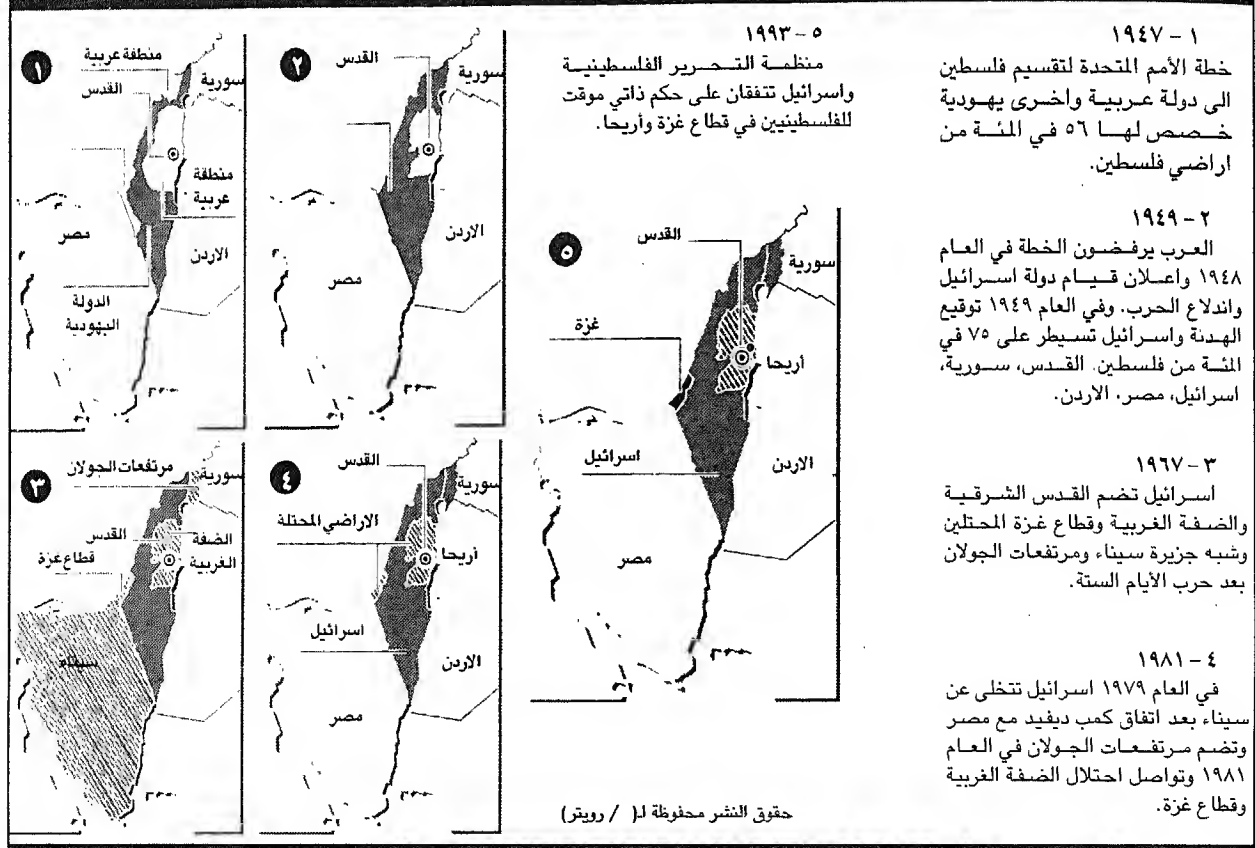 ١ - ١٩٤٧
خطة الأمم المتحدة لتقسيم فلسطين
الى دولة عربية واخرى يهودية
خصص لها ٥٦ في المئة من
اراضي فلسطين.
٢ - ١٩٤٩
العرب يرفضون الخطة في العام
١٩٤٨ واعلان قيام دولة اسرائيل
واندلاع الحرب. وفي العام ١٩٤٩ توقيع
الهدنة واسرائيل تسيطر على ٧٥ في
المئة من فلسطين. القدس، سورية،
اسرائيل، مصر، الاردن.
٣ - ١٩٦٧
اسرائيل تضم القدس الشرقية
والضفة الغربية وقطاع غزة المحتلين
وشبه جزيرة سيناء ومرتفعات الجولان
بعد حرب الأيام الستة.
٤ - ١٩٨١
في العام ١٩٧٩ اسرائيل تتخلى عن
سيناء بعد اتفاق كمب ديفيد مع مصر
وتضم مرتفعات الجولان في العام
١٩٨١ وتواصل احتلال الضفة الغربية
وقطاع غزة.
٥ - ١٩٩٣
منظمة التحرير الفلسطينية
واسرائيل تتفقان على حكم ذاتي موقت
للفلسطينيين في قطاع غزة وأريحا.
٥
القدس
سورية
غزة
أريحا
اسرائيل
الاردن
مصر
حقوق النشر محفوظة لـ( / رويتر)
٢
القدس
سورية
الاردن
مصر
١
منطقة عربية
سورية
القدس
منطقة
عربية
مصر
الاردن
الدولة
اليهودية
٤
القدس
سورية
الاراضي المحتلة
أريحا
اسرائيل
الاردن
مصر
٣
مرتفعات الجولان
سورية
القدس
الضفة
الغربية
قطاع غزة
سيناء